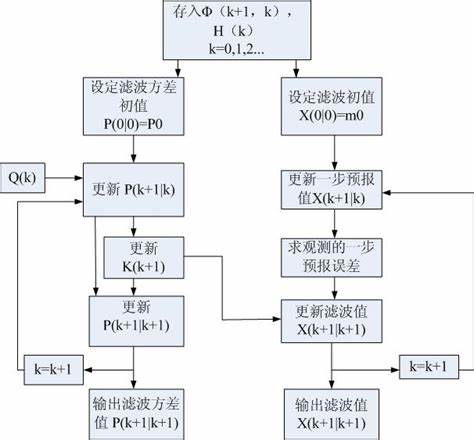 存入Φ（k+1，k），
H（k）
k=0,1,2...
设定滤波方差
初值
P(0|0)=P0
设定滤波初值
X(0|0)=m0
Q(k)
更新 P(k+1|k)
更新一步预报
值X(k+1|k)
更新
K(k+1)
求观测的一步
预报误差
更新
P(k+1|k+1)
更新滤波值
X(k+1|k+1)
k=k+1
k=k+1
输出滤波方差
值 P(k+1|k+1)
输出滤波值
X(k+1|k+1)